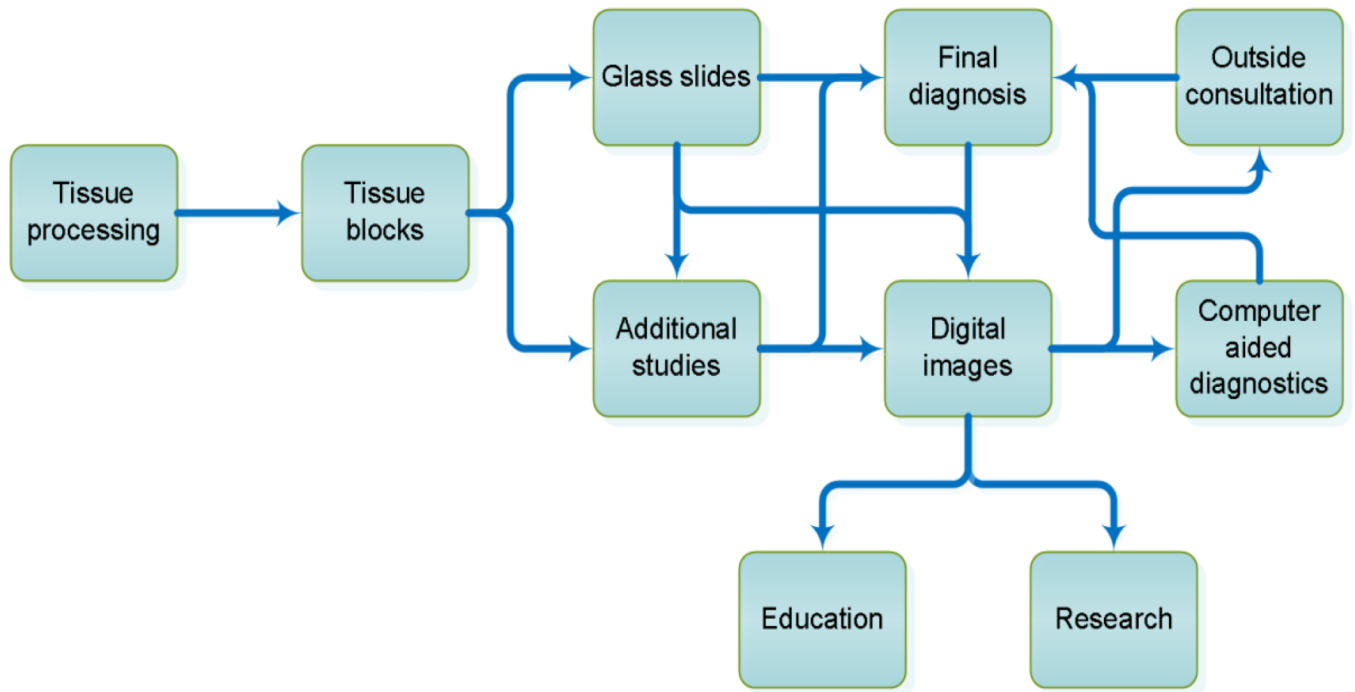 Tissue
processing
Tissue
blocks
Glass slides
Final
diagnosis
Outside
consultation
Additional
studies
Digital
images
Computer
aided
diagnostics
Education
Research